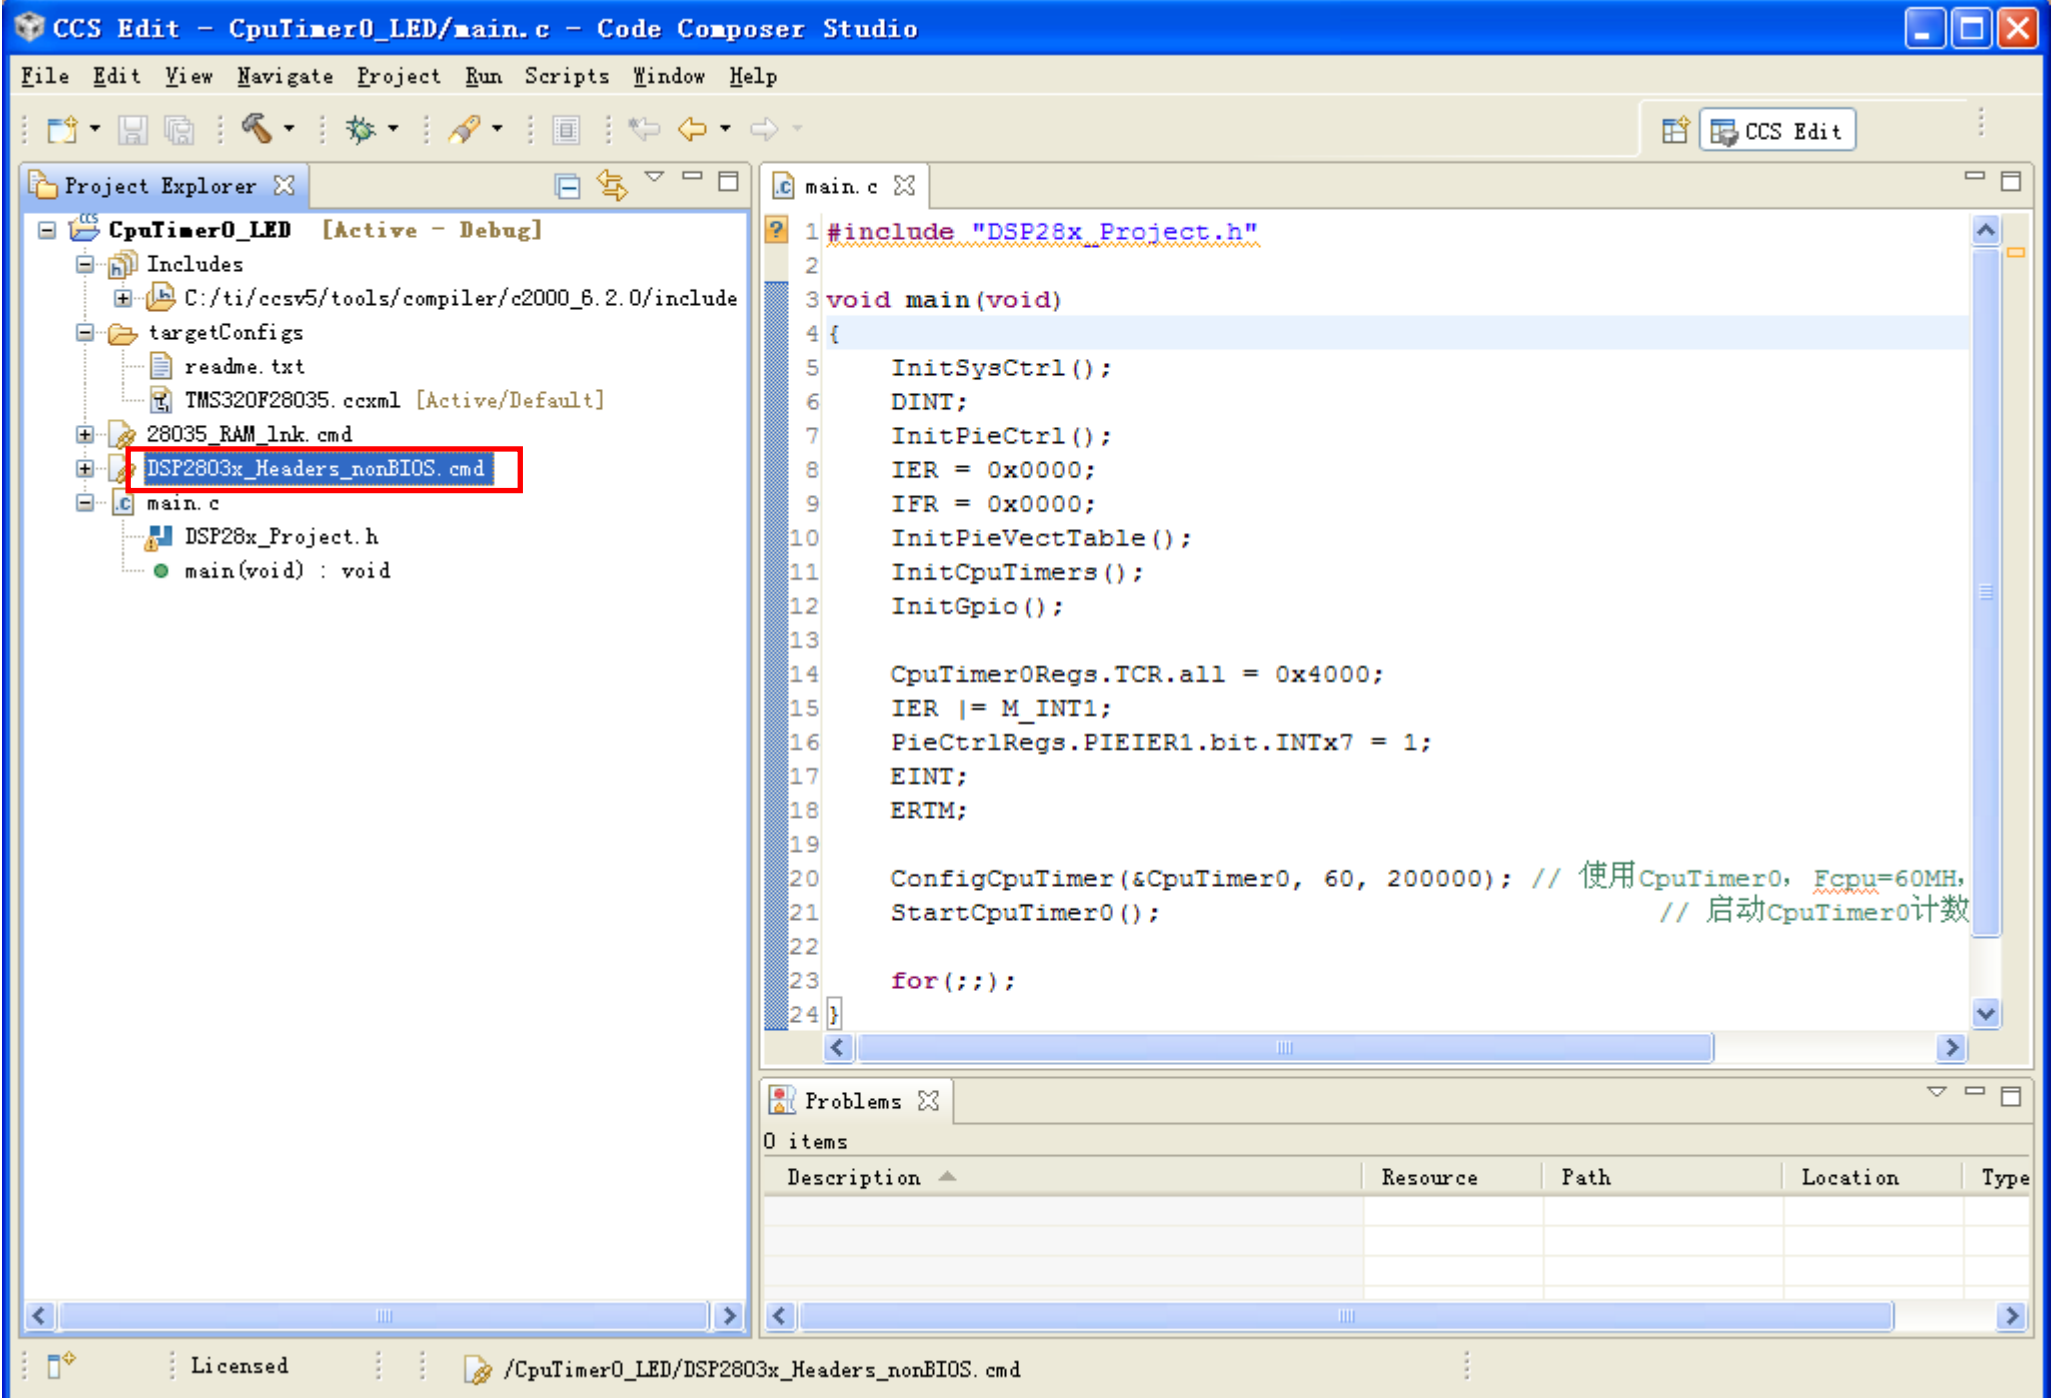 CCS Edit - CpuTimer0_LED/main.c - Code Composer Studio
File Edit View Navigate Project Run Scripts Window Help
CCS Edit
Project Explorer
CpuTimer0_LED [Active - Debug]
Includes
C:/ti/ccsv5/tools/compiler/c2000_6.2.0/include
targetConfigs
readme.txt
TMS320F28035.ccxml [Active/Default]
28035_RAM_lnk.cmd
DSP2803x_Headers_nonBIOS.cmd
main.c
DSP28x_Project.h
main(void) : void
main.c
1 #include "DSP28x_Project.h"
2
3 void main(void)
4 {
5 InitSysCtrl();
6 DINT;
7 InitPieCtrl();
8 IER = 0x0000;
9 IFR = 0x0000;
10 InitPieVectTable();
11 InitCpuTimers();
12 InitGpio();
13
14 CpuTimer0Regs.TCR.all = 0x4000;
15 IER |= M_INT1;
16 PieCtrlRegs.PIEIER1.bit.INTx7 = 1;
17 EINT;
18 ERTM;
19
20 ConfigCpuTimer(&CpuTimer0, 60, 200000); // 使用CpuTimer0, Fcpu=60MH,
21 StartCpuTimer0(); // 启动CpuTimer0计数
22
23 for(;;);
24 }
Problems
0 items
Description Resource Path Location Type
Licensed /CpuTimer0_LED/DSP2803x_Headers_nonBIOS.cmd